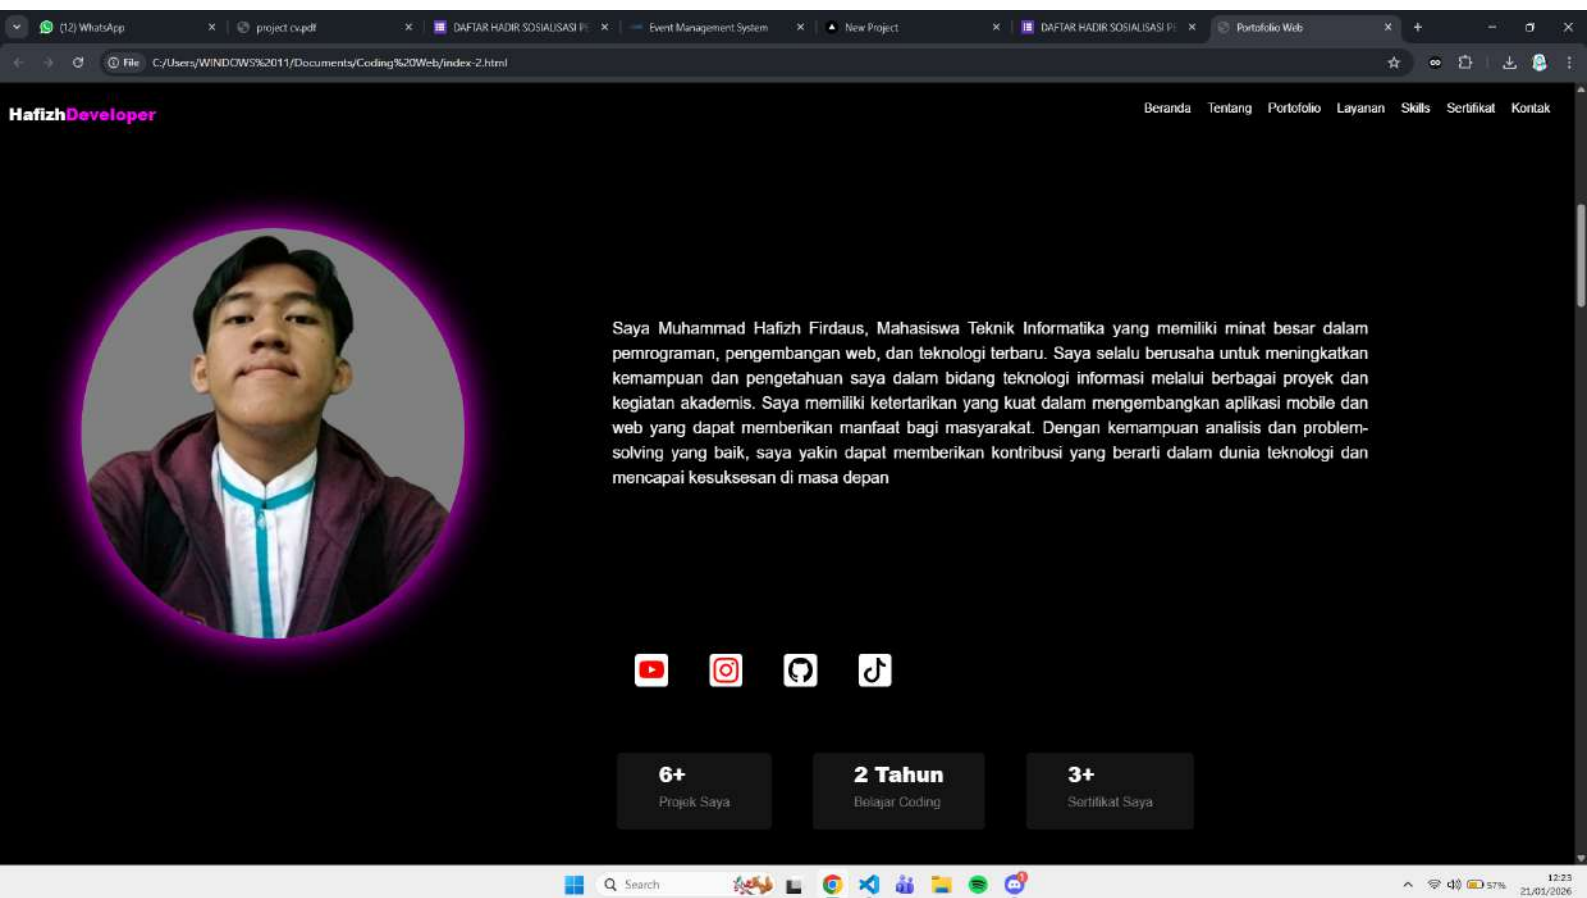 (12) WhatsApp
project cv.pdf
DAFTAR HADIR SOSIALISASI PE
Event Management System
New Project
DAFTAR HADIR SOSIALISASI PE
Portofolio Web
File C:/Users/WINDOWS%2011/Documents/Coding%20Web/index-2.html
HafizhDeveloper
Beranda Tentang Portofolio Layanan Skills Sertifikat Kontak
Saya Muhammad Hafizh Firdaus, Mahasiswa Teknik Informatika yang memiliki minat besar dalam
pemrograman, pengembangan web, dan teknologi terbaru. Saya selalu berusaha untuk meningkatkan
kemampuan dan pengetahuan saya dalam bidang teknologi informasi melalui berbagai proyek dan
kegiatan akademis. Saya memiliki ketertarikan yang kuat dalam mengembangkan aplikasi mobile dan
web yang dapat memberikan manfaat bagi masyarakat. Dengan kemampuan analisis dan problem-
solving yang baik, saya yakin dapat memberikan kontribusi yang berarti dalam dunia teknologi dan
mencapai kesuksesan di masa depan
6+ 2 Tahun 3+
Projek Saya Belajar Coding Sertifikat Saya
Search
57%
12:23
21/01/2026